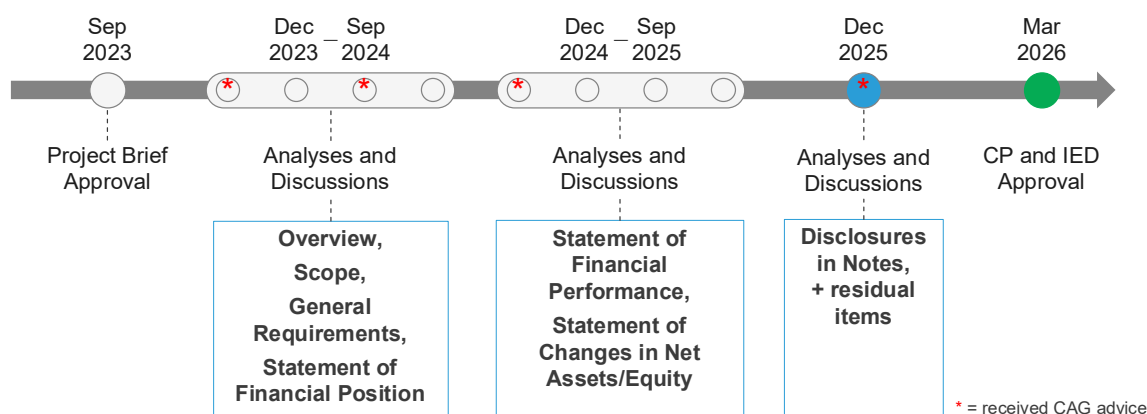 Sep
2023
Dec _ Sep
2023 2024
Dec _ Sep
2024 2025
Dec
2025
Mar
2026
*
*
*
*
Project Brief
Approval
Analyses and
Discussions
Analyses and
Discussions
Analyses and
Discussions
CP and IED
Approval
Overview,
Scope,
General
Requirements,
Statement of
Financial Position
Statement of
Financial
Performance,
Statement of
Changes in Net
Assets/Equity
Disclosures
in Notes,
+ residual
items
* = received CAG advice